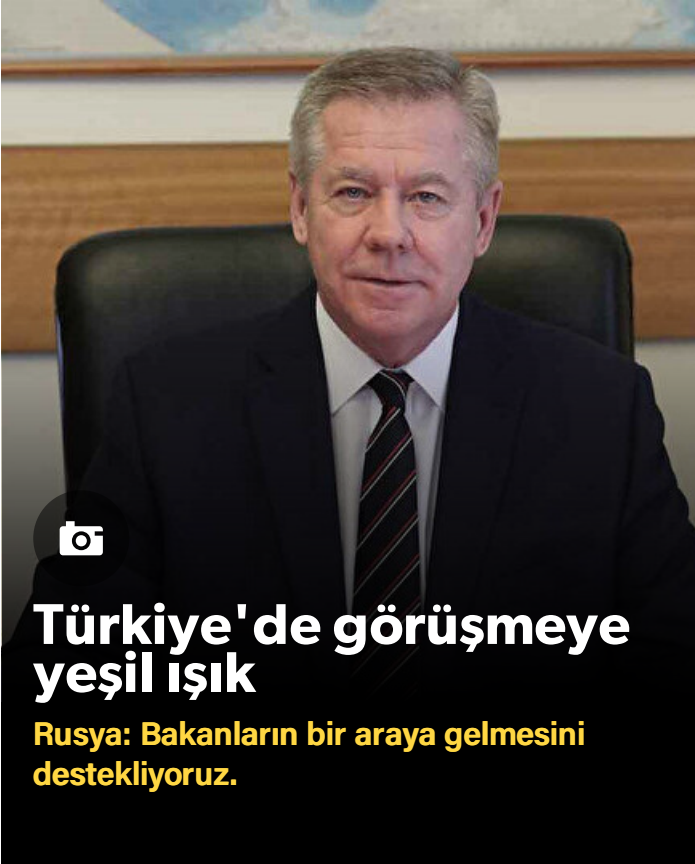 Türkiye'de görüşmeye
yeşil ışık
Rusya: Bakanların bir araya gelmesini
destekliyoruz.